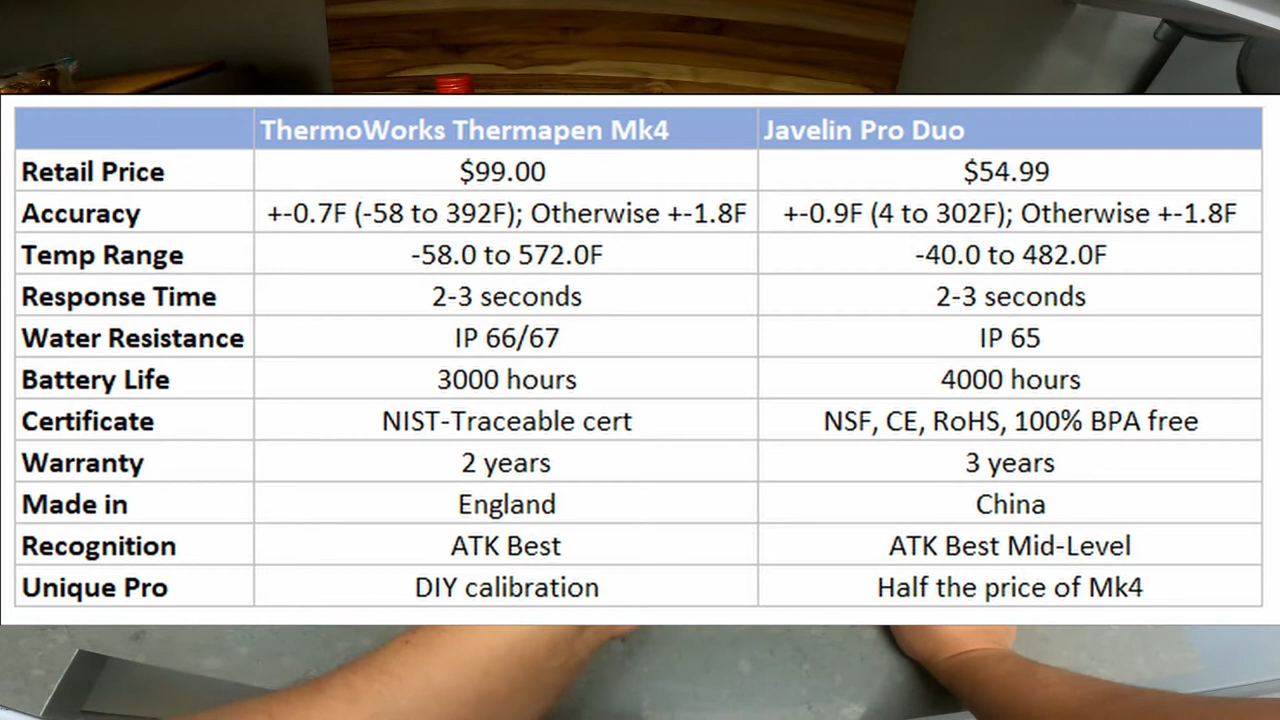 ThermoWorks Thermapen Mk4 Javelin Pro Duo
Retail Price $99.00 $54.99
Accuracy +-0.7F (-58 to 392F); Otherwise +-1.8F +-0.9F (4 to 302F); Otherwise +-1.8F
Temp Range -58.0 to 572.0F -40.0 to 482.0F
Response Time 2-3 seconds 2-3 seconds
Water Resistance IP 66/67 IP 65
Battery Life 3000 hours 4000 hours
Certificate NIST-Traceable cert NSF, CE, RoHS, 100% BPA free
Warranty 2 years 3 years
Made in England China
Recognition ATK Best ATK Best Mid-Level
Unique Pro DIY calibration Half the price of Mk4